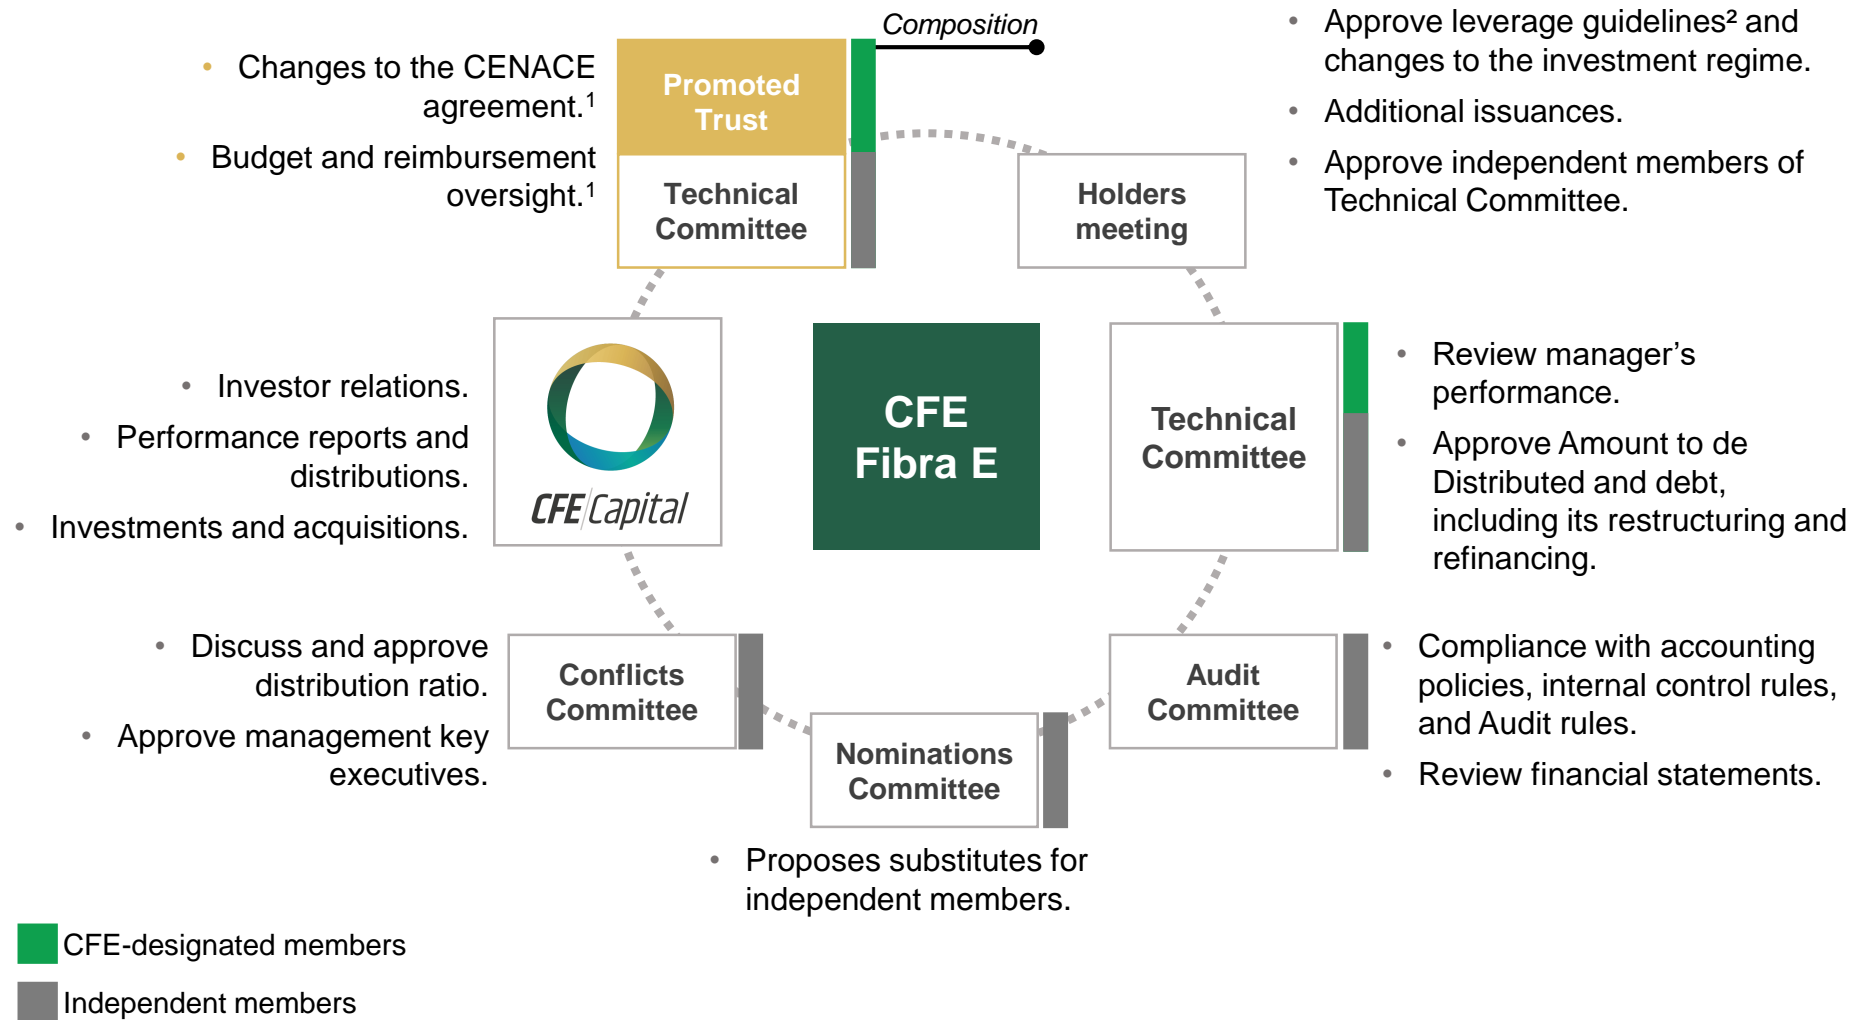 Composition
• Changes to the CENACE
agreement.¹
• Budget and reimbursement
oversight.¹
Promoted
Trust
Technical
Committee
Holders
meeting
• Approve leverage guidelines² and
changes to the investment regime.
• Additional issuances.
• Approve independent members of
Technical Committee.
• Investor relations.
• Performance reports and
distributions.
• Investments and acquisitions.
CFE Capital
CFE
Fibra E
Technical
Committee
• Review manager’s
performance.
• Approve Amount to de
Distributed and debt,
including its restructuring and
refinancing.
• Discuss and approve
distribution ratio.
• Approve management key
executives.
Conflicts
Committee
Nominations
Committee
• Proposes substitutes for
independent members.
Audit
Committee
• Compliance with accounting
policies, internal control rules,
and Audit rules.
• Review financial statements.
CFE-designated members
Independent members